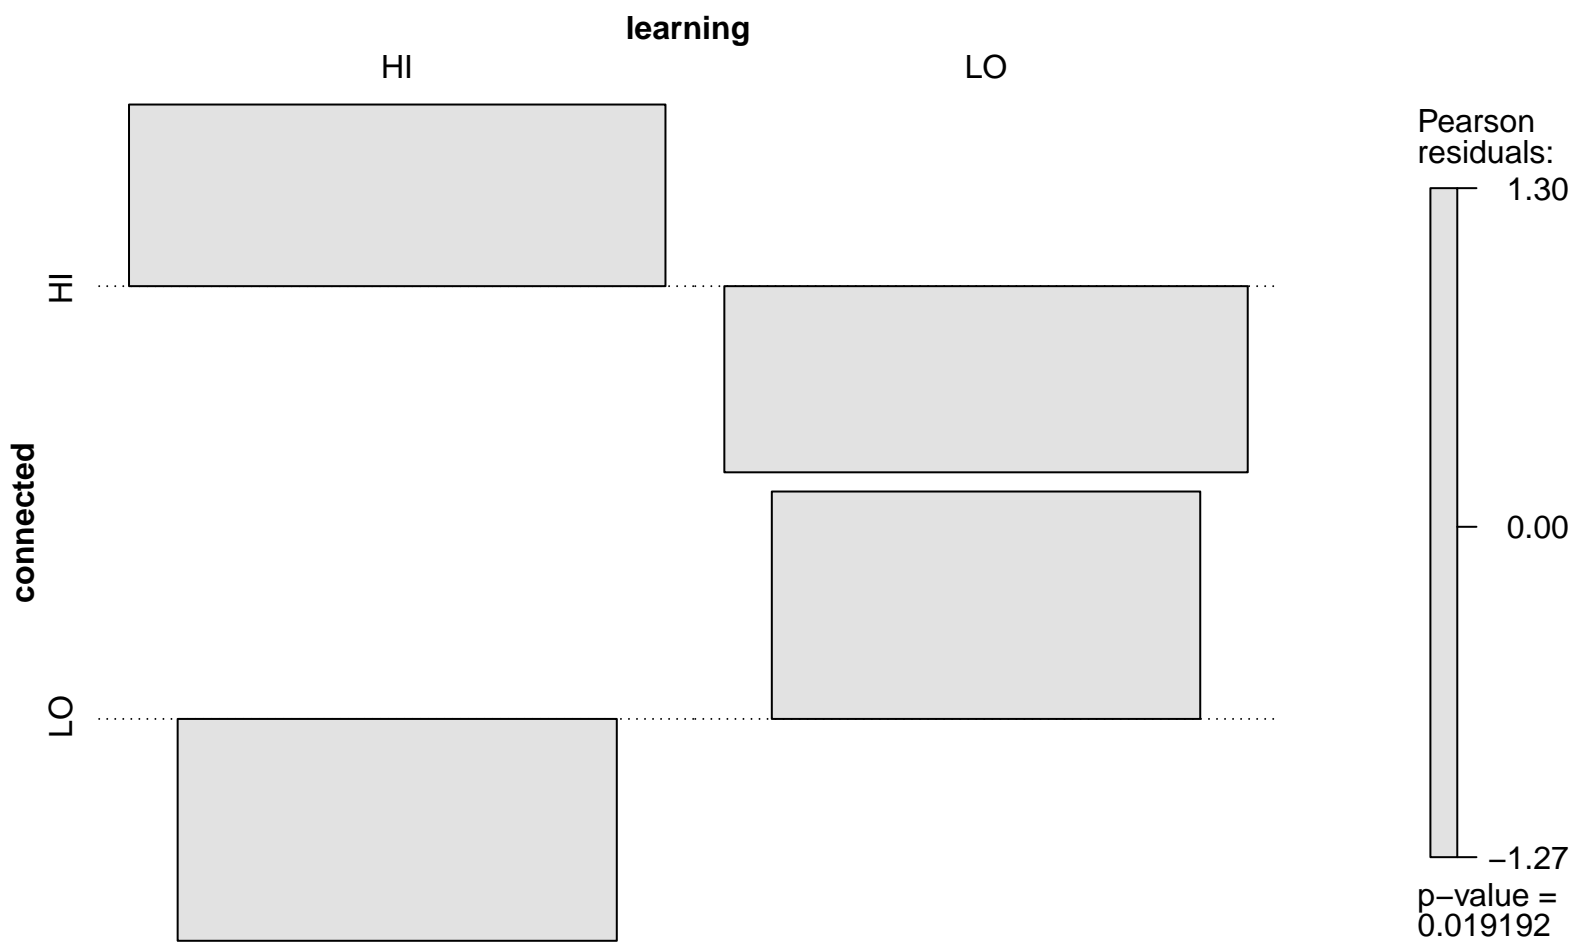 learning
HI
LO
HI
connected
LO
Pearson
residuals:
1.30
0.00
−1.27
p−value =
0.019192